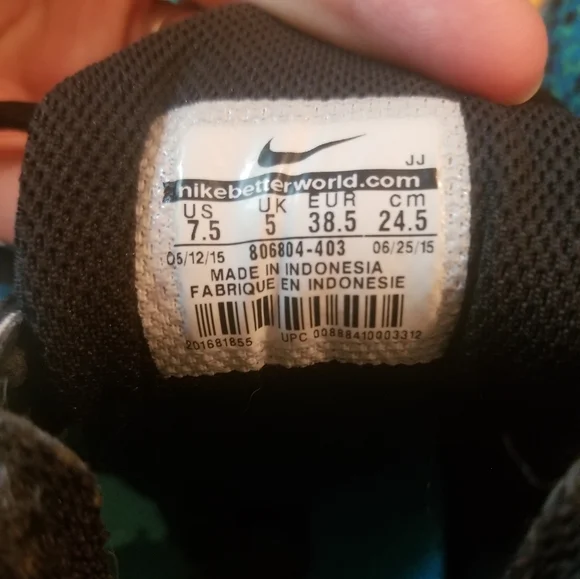 JJ
nikebetterworld.com
US UK EUR cm
7.5 5 38.5 24.5
05/12/15 806804-403 06/25/15
MADE IN INDONESIA
FABRIQUE EN INDONESIE
201681855 UPC 00888410003312